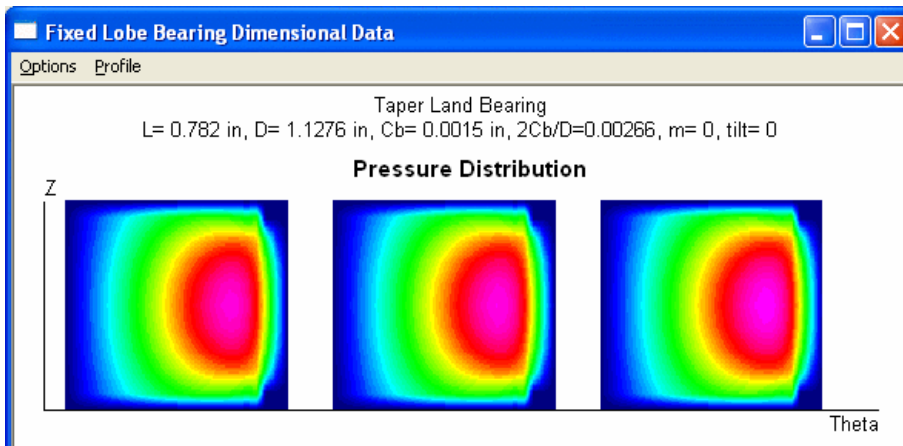 Fixed Lobe Bearing Dimensional Data
Options Profile
Taper Land Bearing
L= 0.782 in, D= 1.1276 in, Cb= 0.0015 in, 2Cb/D=0.00266, m= 0, tilt= 0
Pressure Distribution
Z
Theta